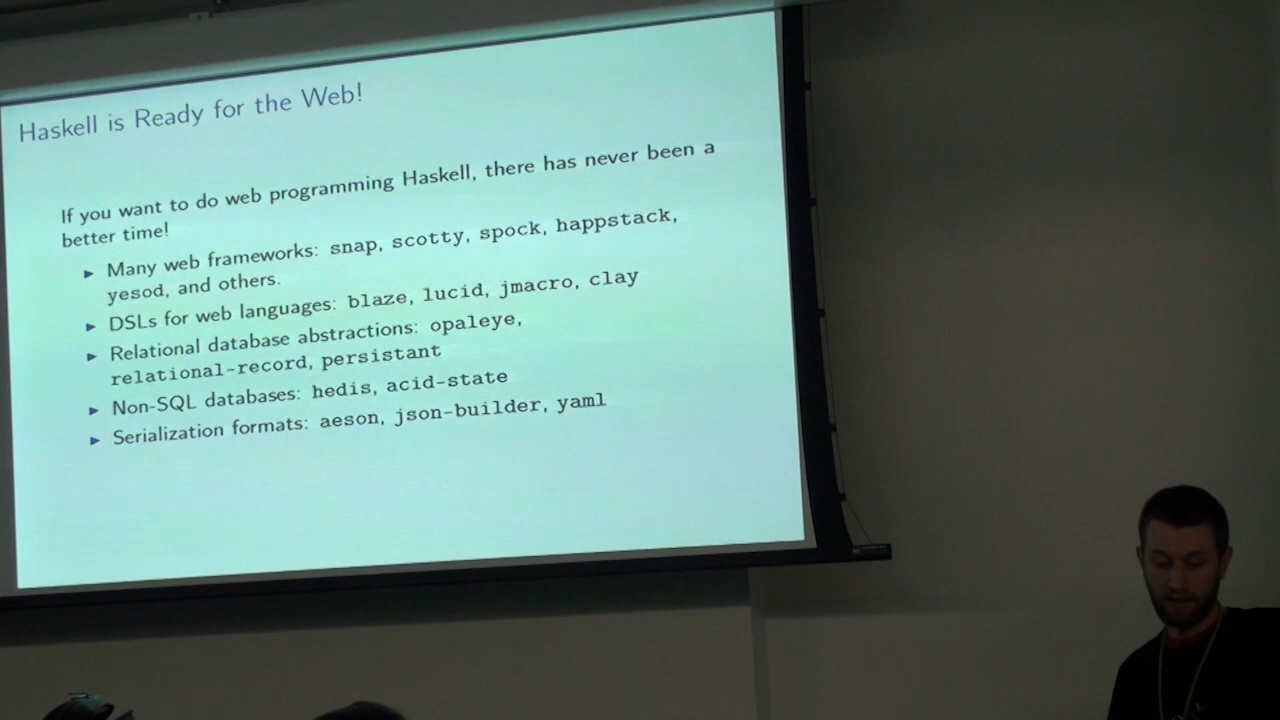 Haskell is Ready for the Web!
If you want to do web programming Haskell, there has never been a
better time!
▶ Many web frameworks: snap, scotty, spock, happstack,
yesod, and others.
▶ DSLs for web languages: blaze, lucid, jmacro, clay
▶ Relational database abstractions: opaleye,
relational-record, persistant
▶ Non-SQL databases: hedis, acid-state
▶ Serialization formats: aeson, json-builder, yaml